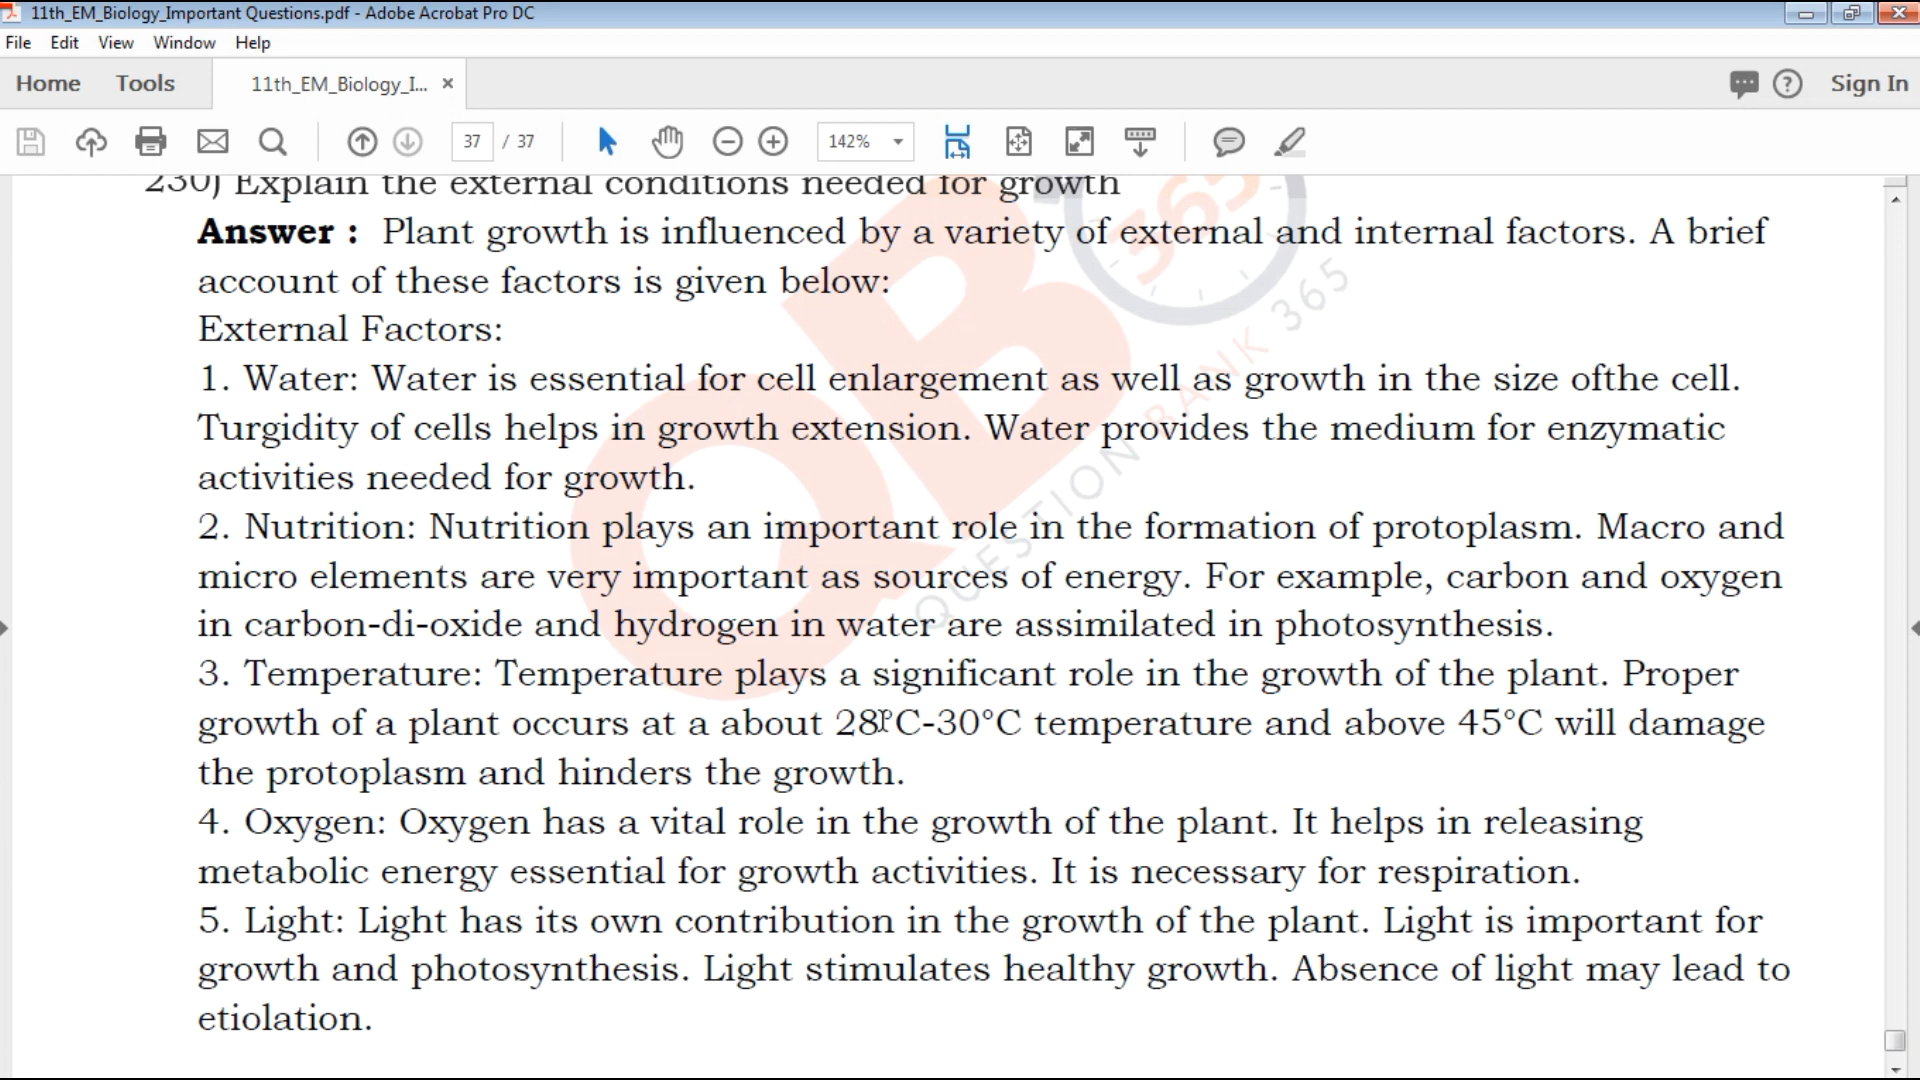 11th_EM_Biology_Important Questions.pdf - Adobe Acrobat Pro DC
File Edit View Window Help
Home Tools 11th_EM_Biology_I... × Sign In
37 / 37 142%
230) Explain the external conditions needed for growth
Answer : Plant growth is influenced by a variety of external and internal factors. A brief
account of these factors is given below:
External Factors:
1. Water: Water is essential for cell enlargement as well as growth in the size ofthe cell.
Turgidity of cells helps in growth extension. Water provides the medium for enzymatic
activities needed for growth.
2. Nutrition: Nutrition plays an important role in the formation of protoplasm. Macro and
micro elements are very important as sources of energy. For example, carbon and oxygen
in carbon-di-oxide and hydrogen in water are assimilated in photosynthesis.
3. Temperature: Temperature plays a significant role in the growth of the plant. Proper
growth of a plant occurs at a about 28°C-30°C temperature and above 45°C will damage
the protoplasm and hinders the growth.
4. Oxygen: Oxygen has a vital role in the growth of the plant. It helps in releasing
metabolic energy essential for growth activities. It is necessary for respiration.
5. Light: Light has its own contribution in the growth of the plant. Light is important for
growth and photosynthesis. Light stimulates healthy growth. Absence of light may lead to
etiolation.
QB 365
QUESTION BANK 365